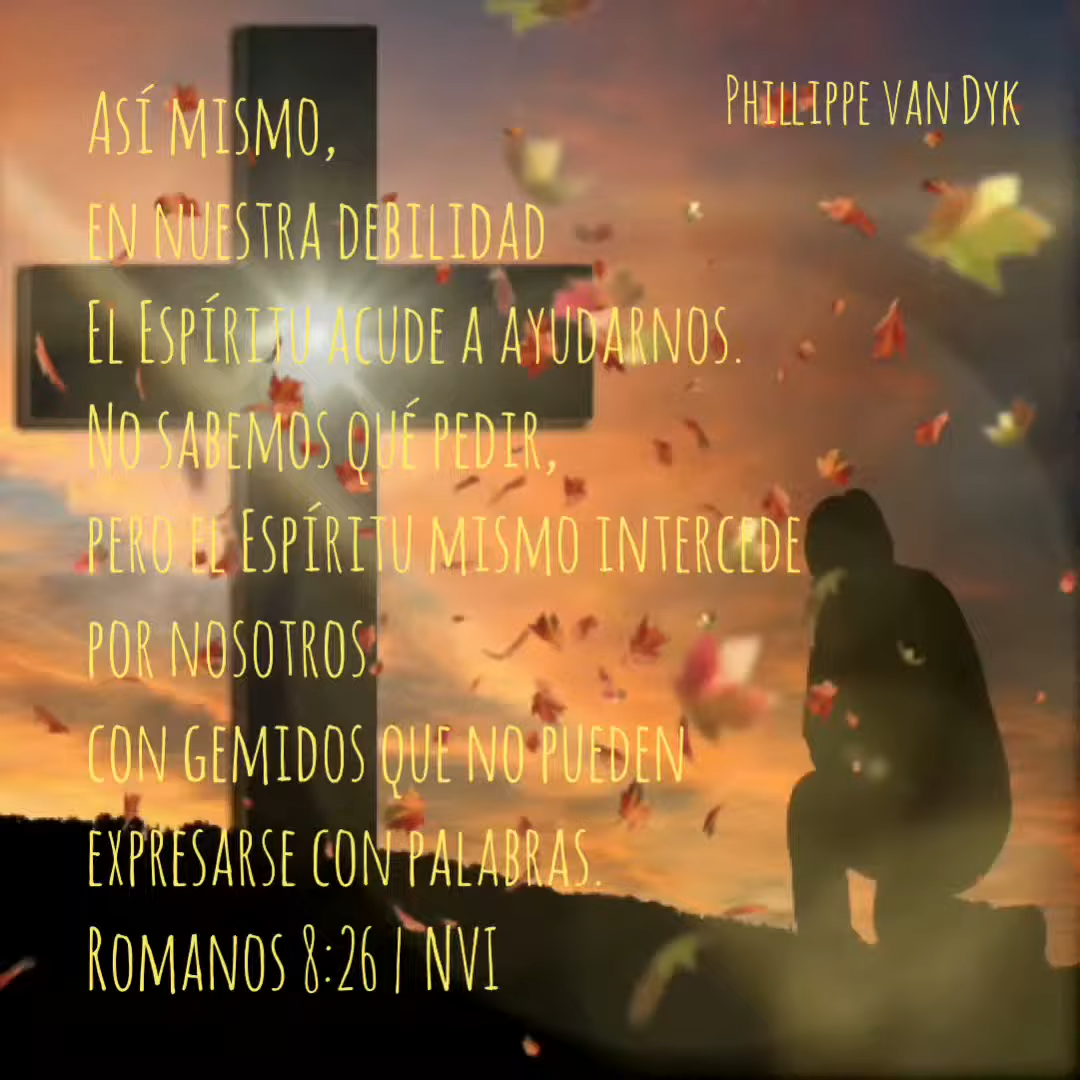 Así mismo,
en nuestra debilidad
El Espíritu acude a ayudarnos.
No sabemos qué pedir,
pero el Espíritu mismo intercede
por nosotros
con gemidos que no pueden
expresarse con palabras.
Romanos 8:26 | NVI
Phillippe van Dyk